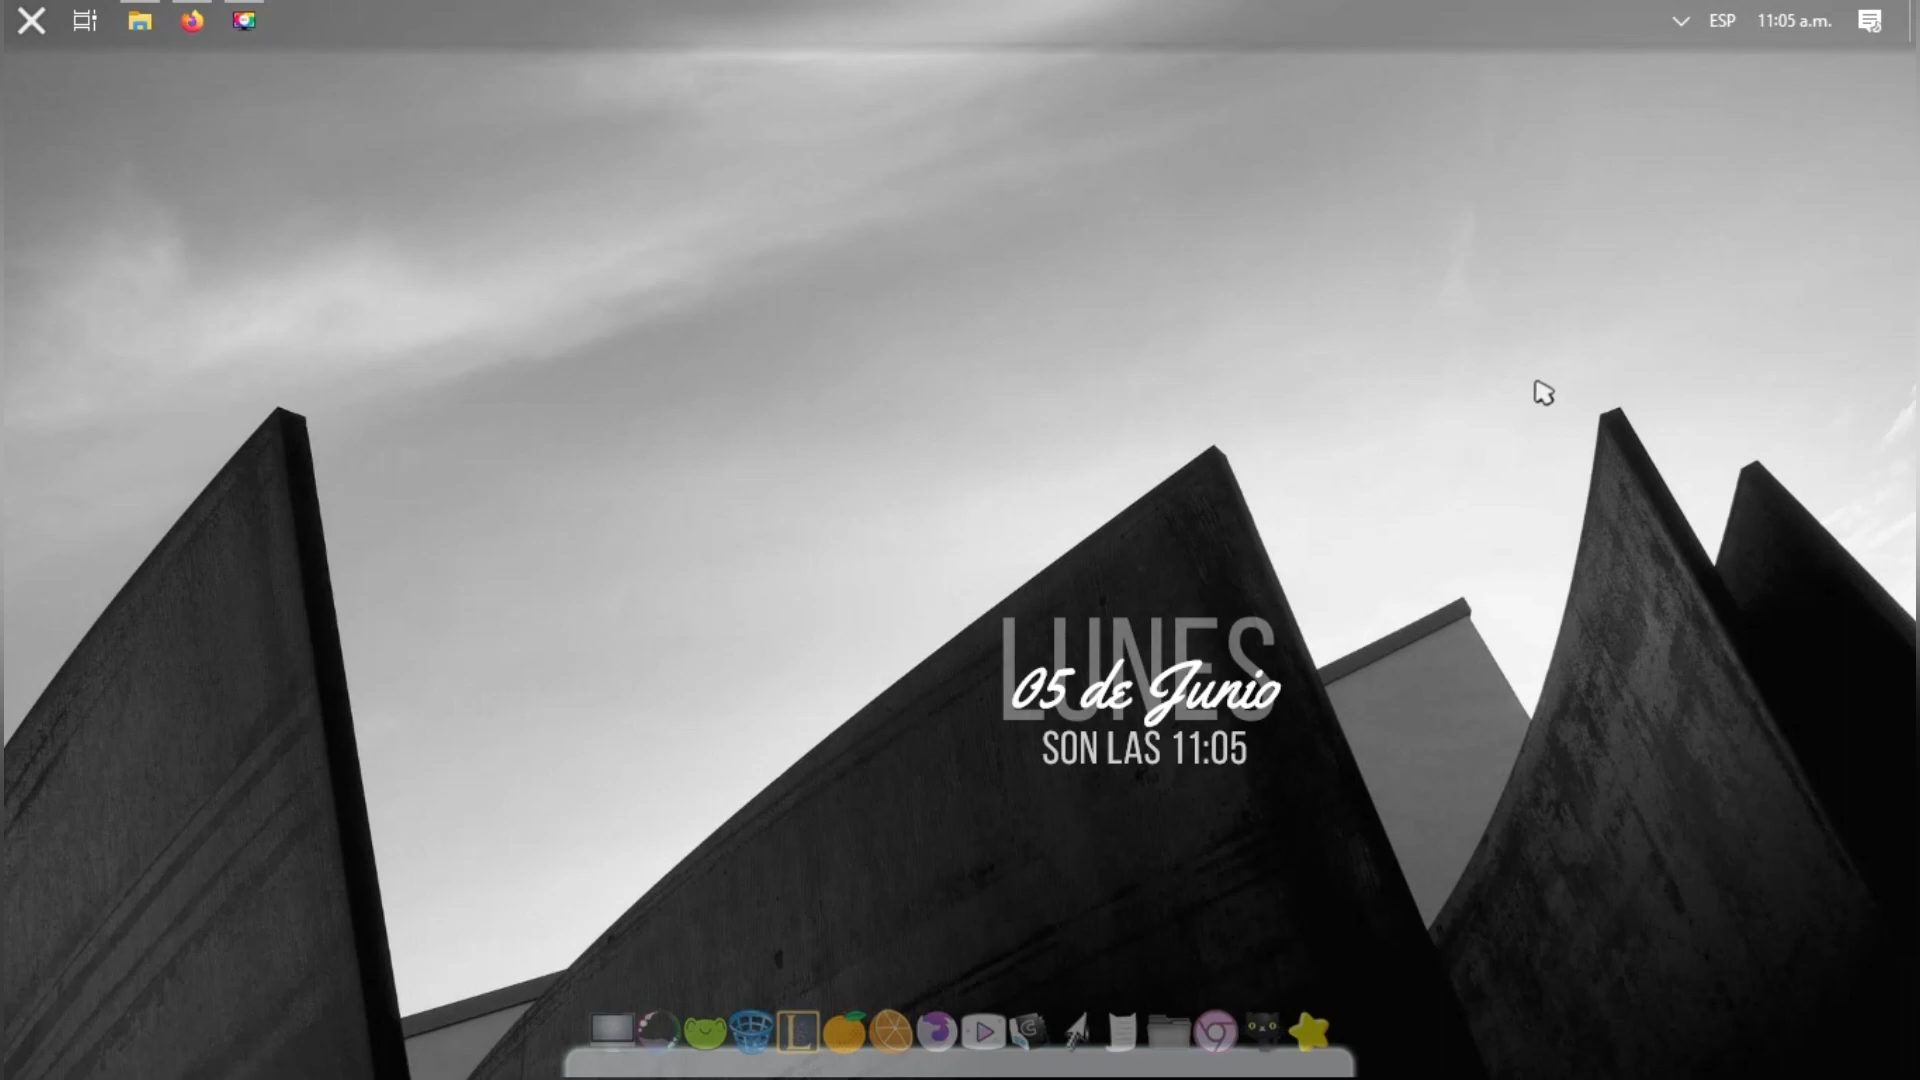 ESP 11:05 a.m.
LUNES
05 de Junio
SON LAS 11:05
L